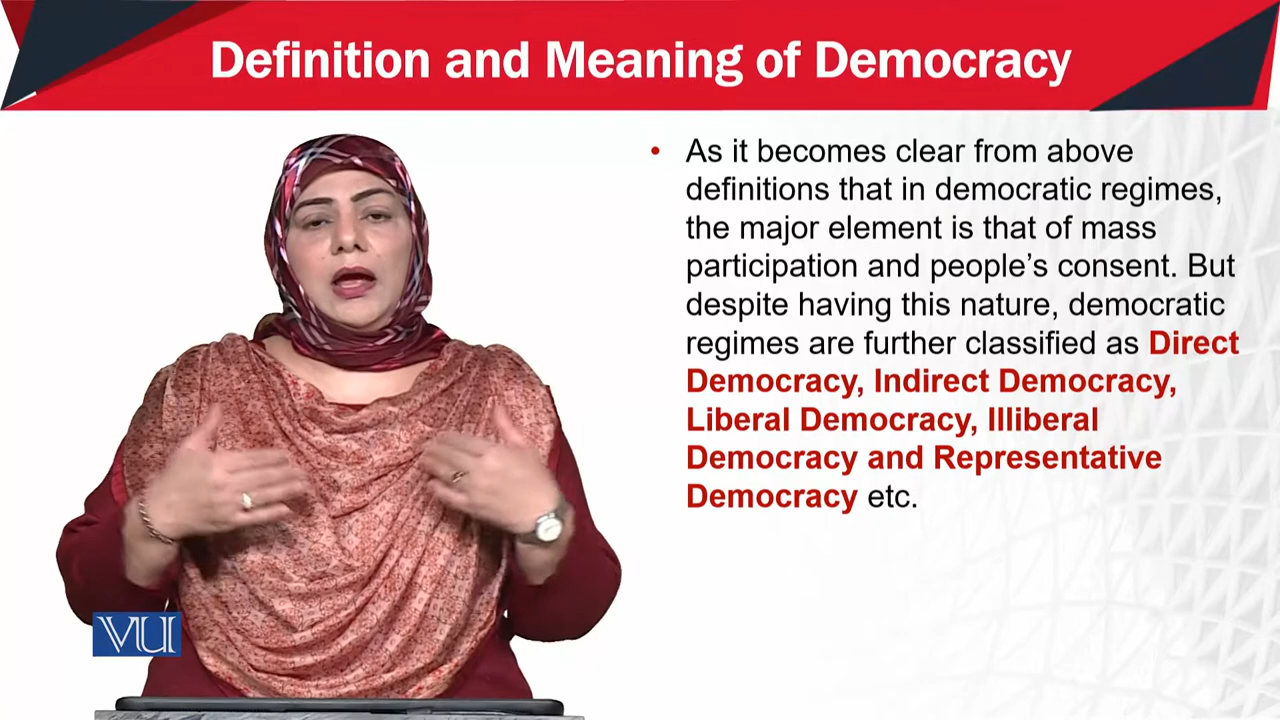 Definition and Meaning of Democracy
• As it becomes clear from above
definitions that in democratic regimes,
the major element is that of mass
participation and people’s consent. But
despite having this nature, democratic
regimes are further classified as Direct
Democracy, Indirect Democracy,
Liberal Democracy, Illiberal
Democracy and Representative
Democracy etc.
VU